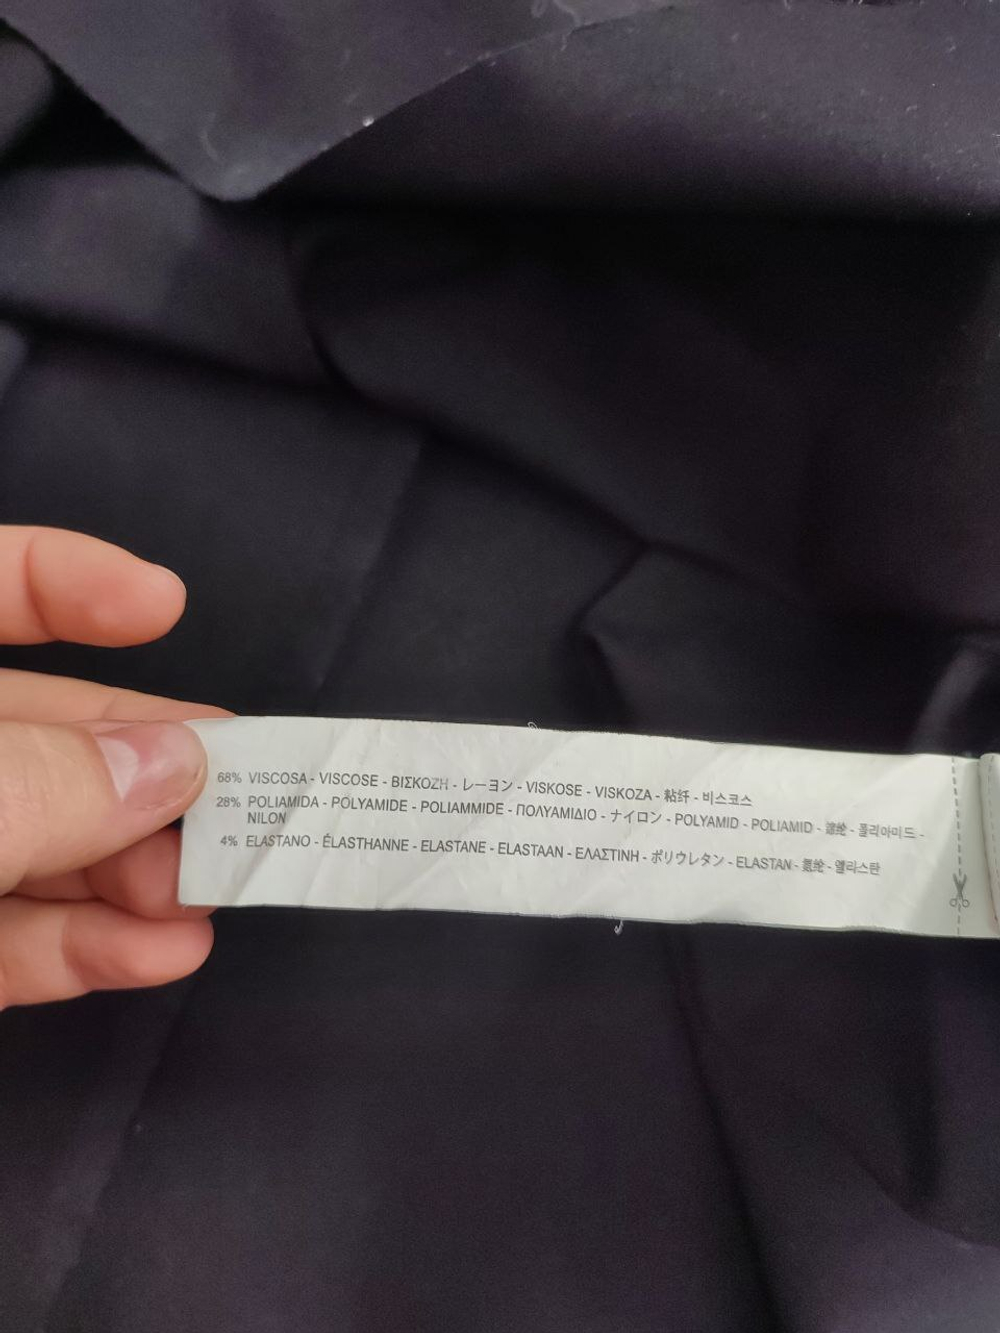 68% VISCOSA - VISCOSE - ΒΙΣΚΟΖΗ - レーヨン - VISKOSE - VISKOZA - 粘纤 - 비스코스
28% POLIAMIDA - POLYAMIDE - POLIAMMIDE - ΠΟΛΥΑΜΙΔΙΟ - ナイロン - POLYAMID - POLIAMID - 锦纶 - 폴리아미드 -
NILON
4% ELASTANO - ÉLASTHANNE - ELASTANE - ELASTAAN - ΕΛΑΣΤΙΝΗ - ポリウレタン - ELASTAN - 氨纶 - 엘라스탄